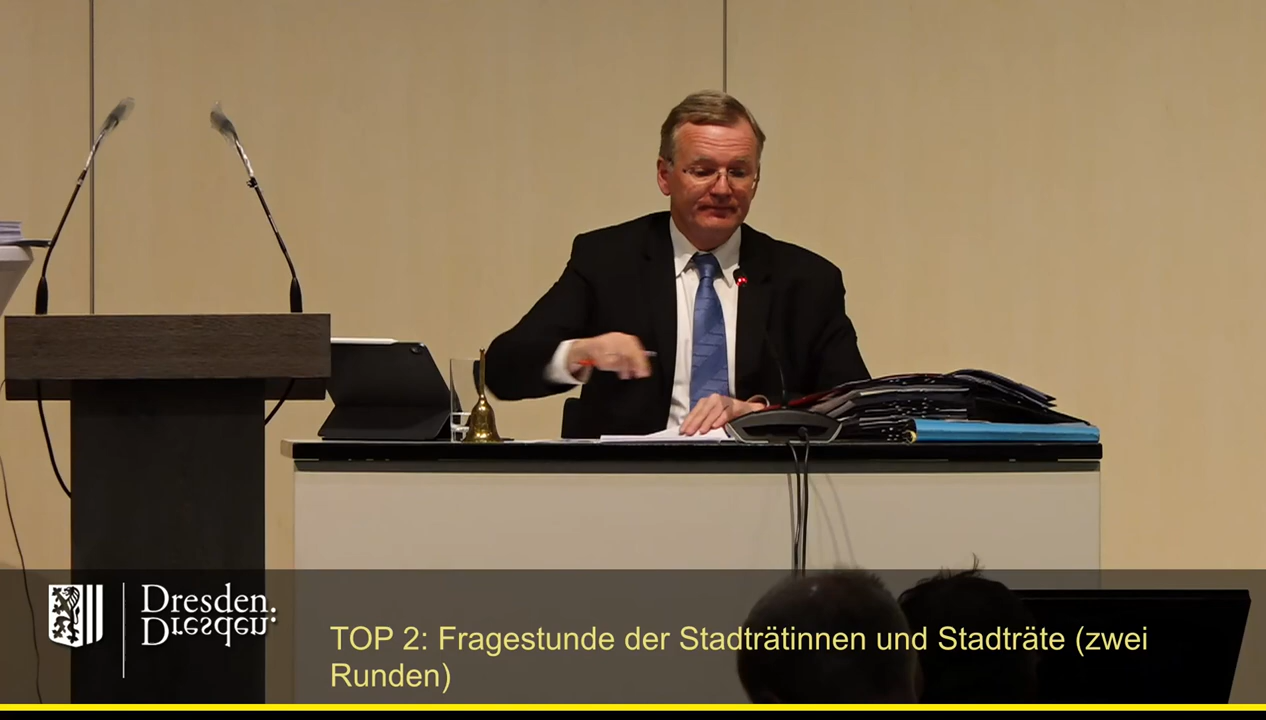 Dresden.
Dresden.
TOP 2: Fragestunde der Stadträtinnen und Stadträte (zwei
Runden)